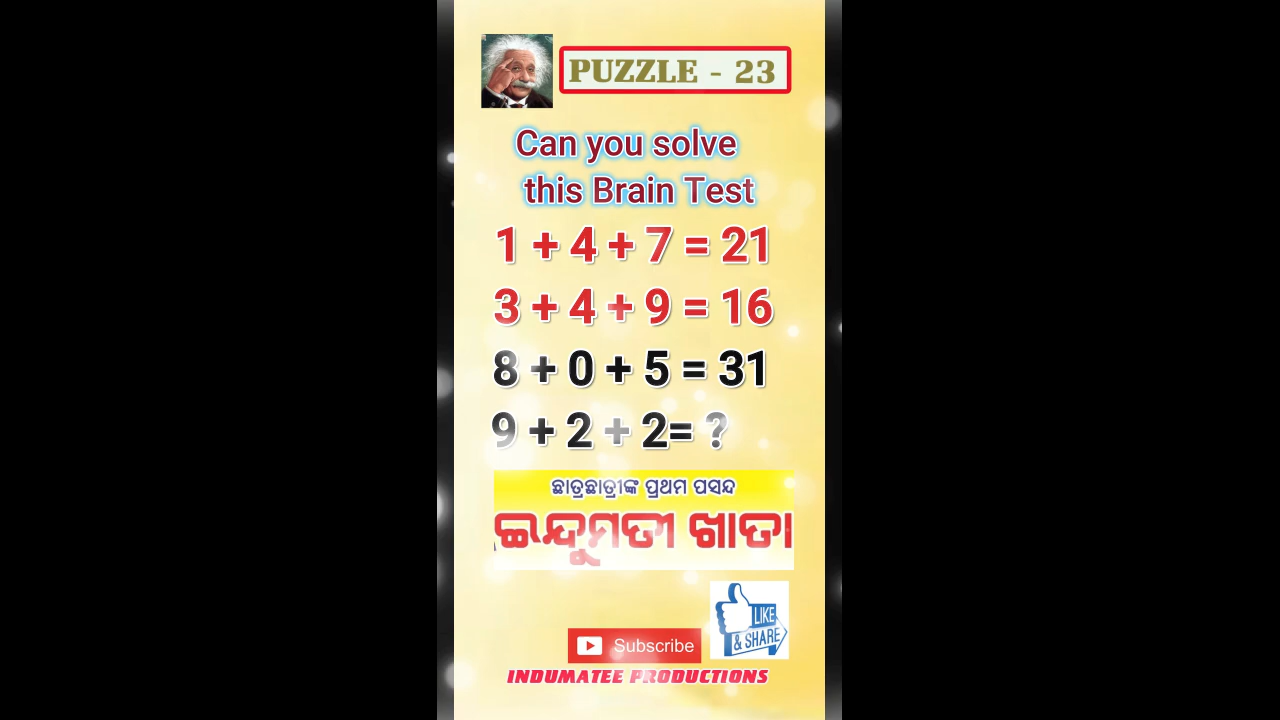 PUZZLE - 23
Can you solve
this Brain Test
1 + 4 + 7 = 21
3 + 4 + 9 = 16
8 + 0 + 5 = 31
9 + 2 + 2= ?
ଛାତ୍ରଛାତ୍ରୀଙ୍କ ପ୍ରଥମ ପସନ୍ଦ
ଇନ୍ଦୁମତୀ ଖାତା
LIKE
& SHARE
Subscribe
INDUMATEE PRODUCTIONS